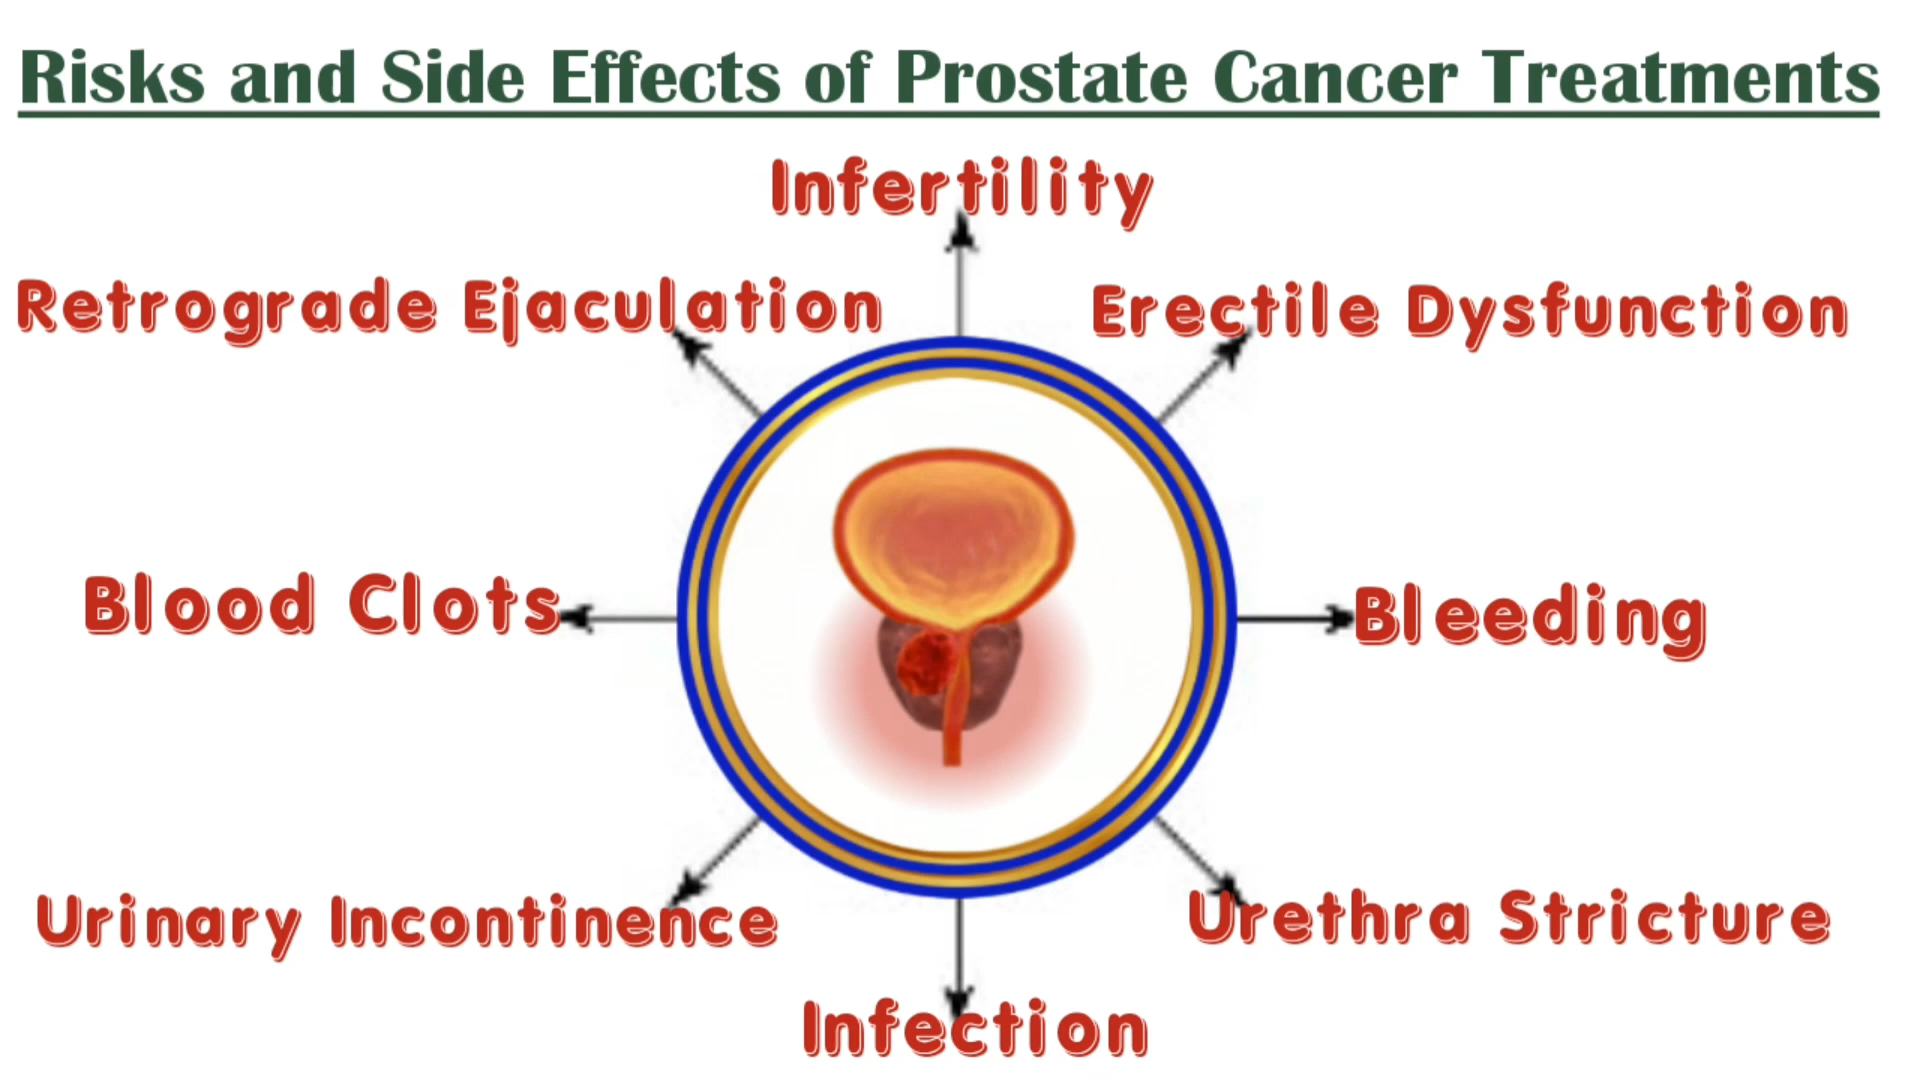 Risks and Side Effects of Prostate Cancer Treatments
Infertility
Retrograde Ejaculation
Erectile Dysfunction
Blood Clots
Bleeding
Urinary Incontinence
Urethra Stricture
Infection